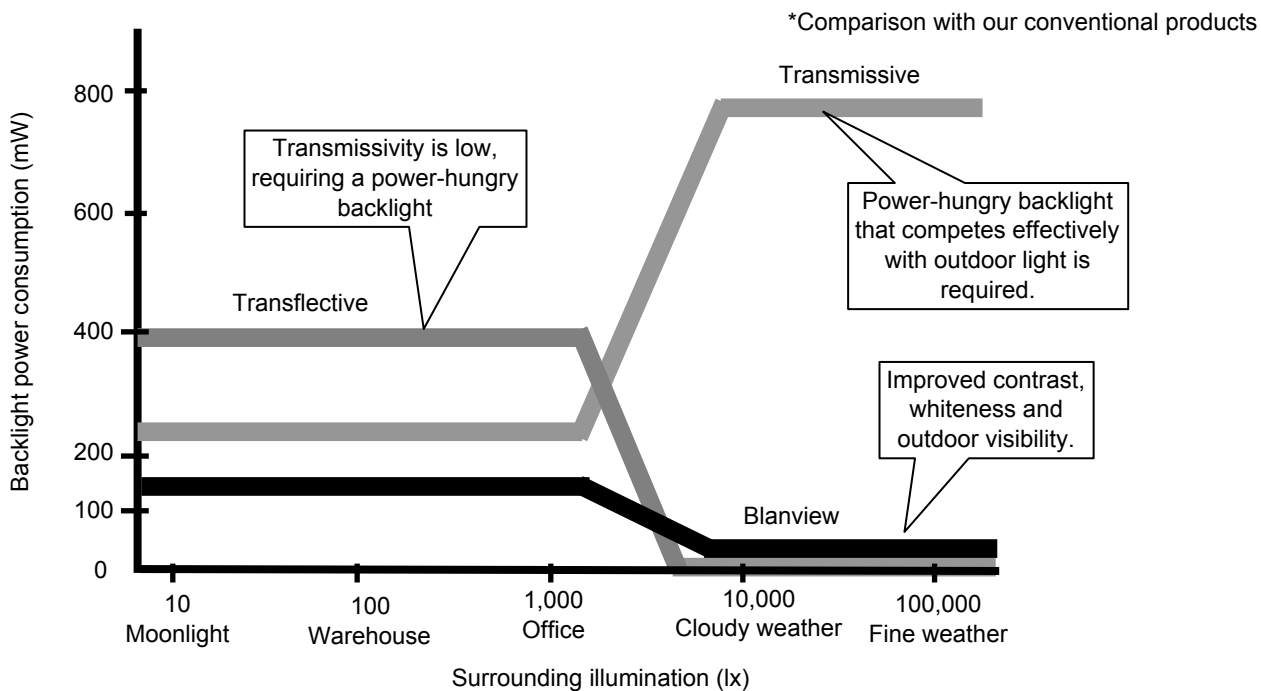 *Comparison with our conventional products
Transmissive
Backlight power consumption (mW)
800
600
400
200
100
0
Transmissivity is low,
requiring a power-hungry
backlight
Power-hungry backlight
that competes effectively
with outdoor light is
required.
Transflective
Improved contrast,
whiteness and
outdoor visibility.
Blanview
10
Moonlight
100
Warehouse
1,000
Office
10,000
Cloudy weather
100,000
Fine weather
Surrounding illumination (lx)